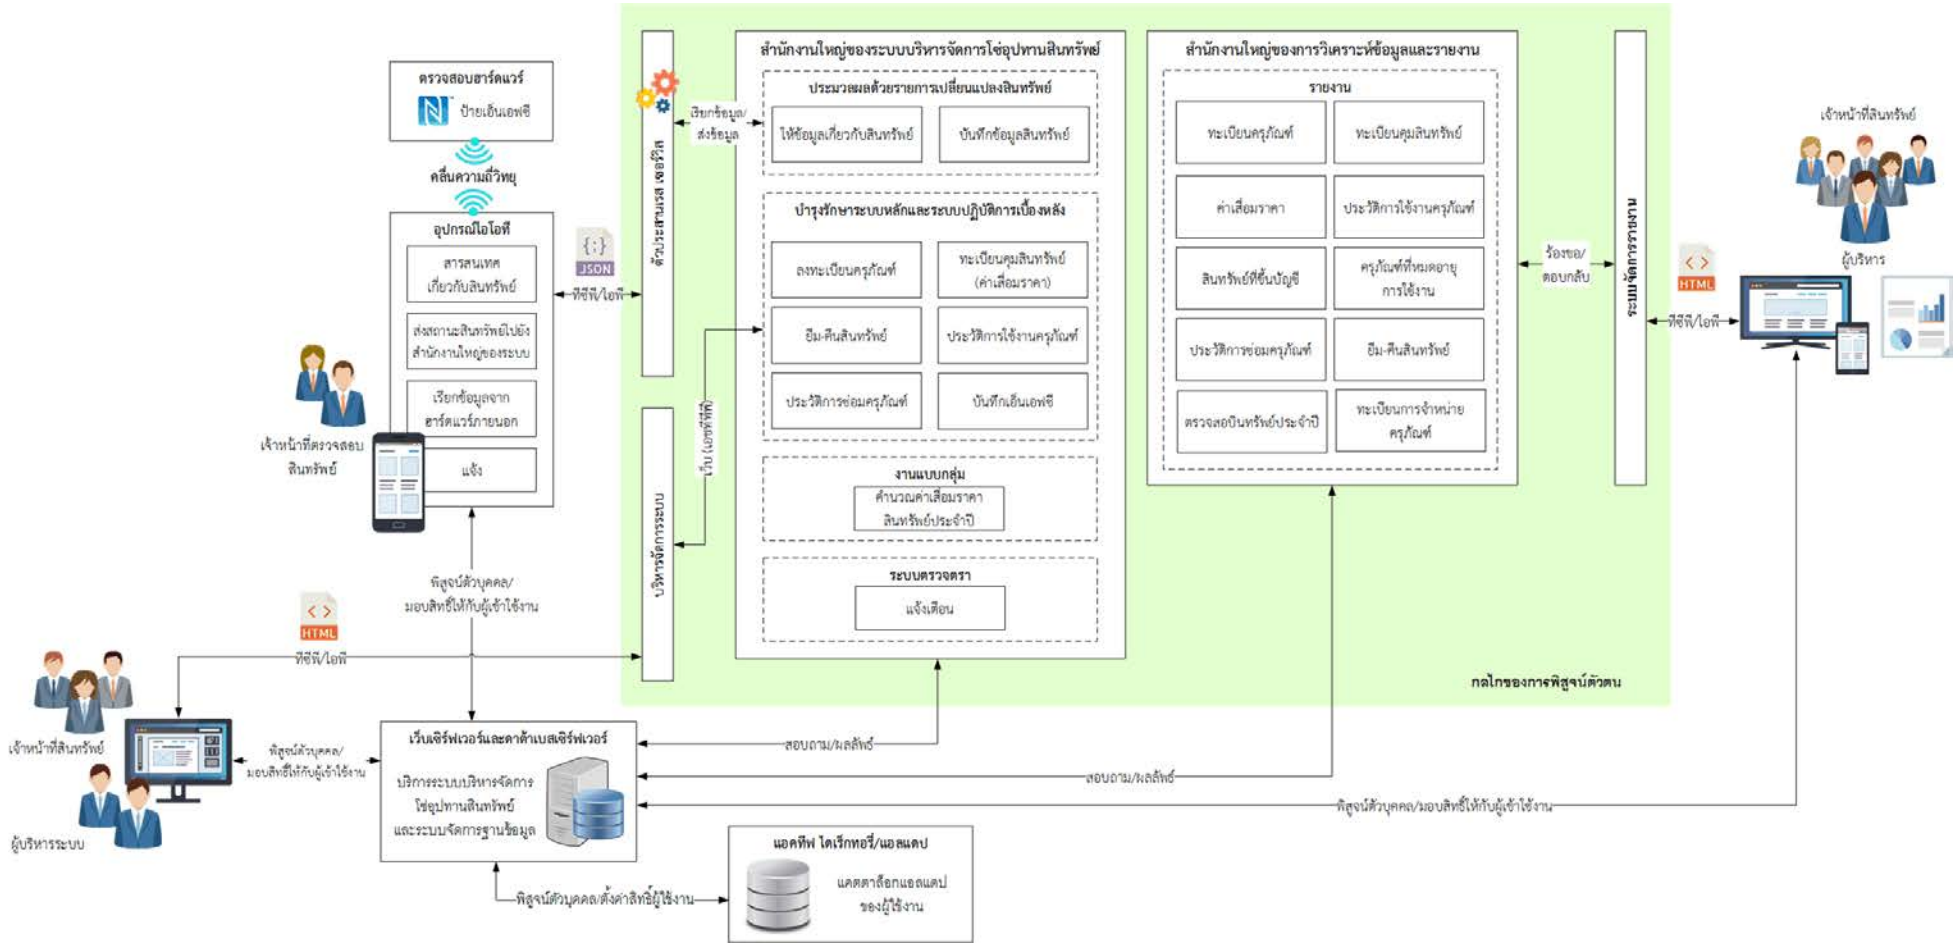 ตรวจสอบฮาร์ดแวร์
ป้ายเอ็นเอฟซี
คลื่นความถี่วิทยุ
อุปกรณ์ไอโอที
สารสนเทศ
เกี่ยวกับสินทรัพย์
ส่งสถานะสินทรัพย์ไปยัง
สำนักงานใหญ่ของระบบ
เรียกข้อมูลจาก
ฮาร์ดแวร์ภายนอก
แจ้ง
เจ้าหน้าที่ตรวจสอบ
สินทรัพย์
{;}
JSON
ทีซีพี/ไอพี
ตัวประสานเรส เซอร์วิส
บริหารจัดการระบบ
เรียกข้อมูล/
ส่งข้อมูล
เว็บ (เอชทีทีพี)
สำนักงานใหญ่ของระบบบริหารจัดการโซ่อุปทานสินทรัพย์
ประมวลผลด้วยรายการเปลี่ยนแปลงสินทรัพย์
ให้ข้อมูลเกี่ยวกับสินทรัพย์
บันทึกข้อมูลสินทรัพย์
บำรุงรักษาระบบหลักและระบบปฏิบัติการเบื้องหลัง
ลงทะเบียนครุภัณฑ์
ทะเบียนคุมสินทรัพย์
(ค่าเสื่อมราคา)
ยืม-คืนสินทรัพย์
ประวัติการใช้งานครุภัณฑ์
ประวัติการซ่อมครุภัณฑ์
บันทึกเอ็นเอฟซี
งานแบบกลุ่ม
คำนวณค่าเสื่อมราคา
สินทรัพย์ประจำปี
ระบบตรวจตรา
แจ้งเตือน
สำนักงานใหญ่ของการวิเคราะห์ข้อมูลและรายงาน
รายงาน
ทะเบียนครุภัณฑ์
ทะเบียนคุมสินทรัพย์
ค่าเสื่อมราคา
ประวัติการใช้งานครุภัณฑ์
สินทรัพย์ที่ขึ้นบัญชี
ครุภัณฑ์ที่หมดอายุ
การใช้งาน
ประวัติการซ่อมครุภัณฑ์
ยืม-คืนสินทรัพย์
ตรวจสอบินทรัพย์ประจำปี
ทะเบียนการจำหน่าย
ครุภัณฑ์
ร้องขอ/
ตอบกลับ
ระบบจัดการรายงาน
< >
HTML
ทีซีพี/ไอพี
เจ้าหน้าที่สินทรัพย์
ผู้บริหาร
กลไกของการพิสูจน์ตัวตน
พิสูจน์ตัวบุคคล/
มอบสิทธิ์ให้กับผู้เข้าใช้งาน
< >
HTML
ทีซีพี/ไอพี
เจ้าหน้าที่สินทรัพย์
ผู้บริหารระบบ
พิสูจน์ตัวบุคคล/
มอบสิทธิ์ให้กับผู้เข้าใช้งาน
เว็บเซิร์ฟเวอร์และดาต้าเบสเซิร์ฟเวอร์
บริการระบบบริหารจัดการ
โซ่อุปทานสินทรัพย์
และระบบจัดการฐานข้อมูล
สอบถาม/ผลลัพธ์
สอบถาม/ผลลัพธ์
พิสูจน์ตัวบุคคล/มอบสิทธิ์ให้กับผู้เข้าใช้งาน
พิสูจน์ตัวบุคคล/ตั้งค่าสิทธิ์ผู้ใช้งาน
แอคทีฟ ไดเร็กทอรี่/แอลแดป
แคตตาล็อกแอลแดป
ของผู้ใช้งาน